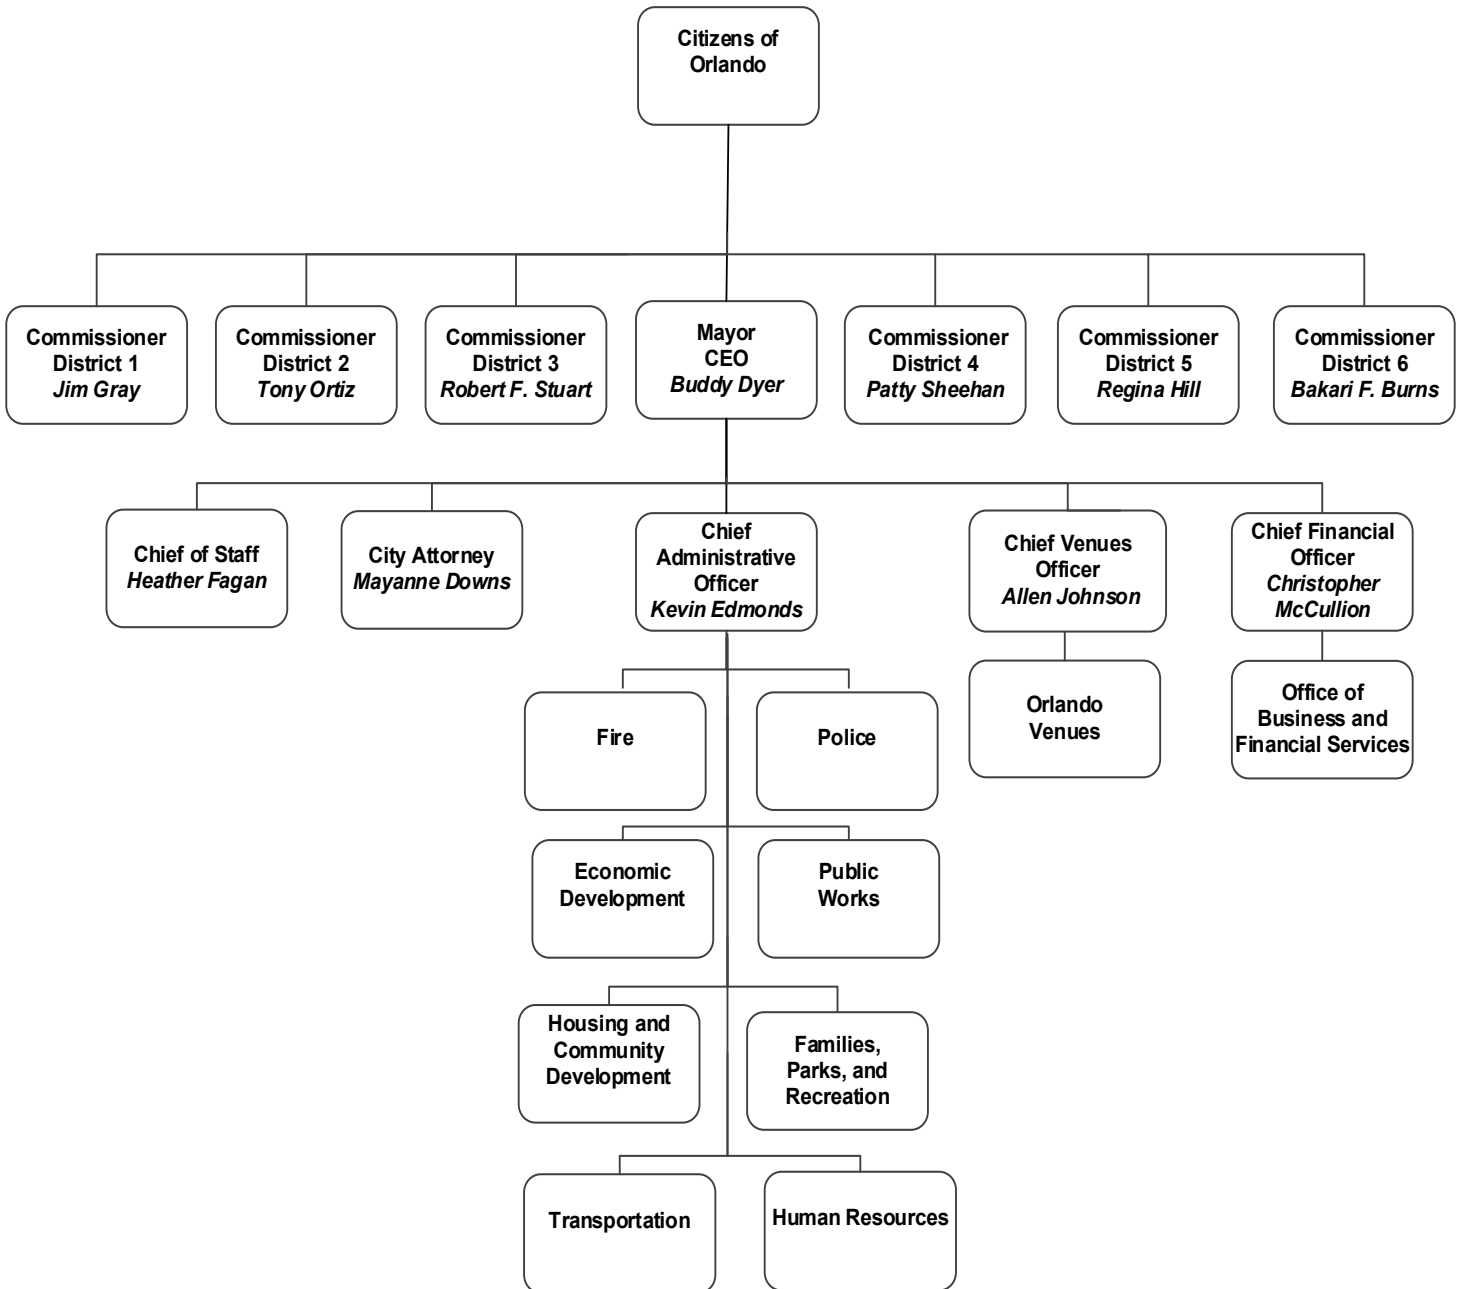 Citizens of
Orlando
Commissioner
District 1
Jim Gray
Commissioner
District 2
Tony Ortiz
Commissioner
District 3
Robert F. Stuart
Mayor
CEO
Buddy Dyer
Commissioner
District 4
Patty Sheehan
Commissioner
District 5
Regina Hill
Commissioner
District 6
Bakari F. Burns
Chief of Staff
Heather Fagan
City Attorney
Mayanne Downs
Chief
Administrative
Officer
Kevin Edmonds
Chief Venues
Officer
Allen Johnson
Chief Financial
Officer
Christopher
McCullion
Fire
Police
Orlando
Venues
Office of
Business and
Financial Services
Economic
Development
Public
Works
Housing and
Community
Development
Families,
Parks, and
Recreation
Transportation
Human Resources